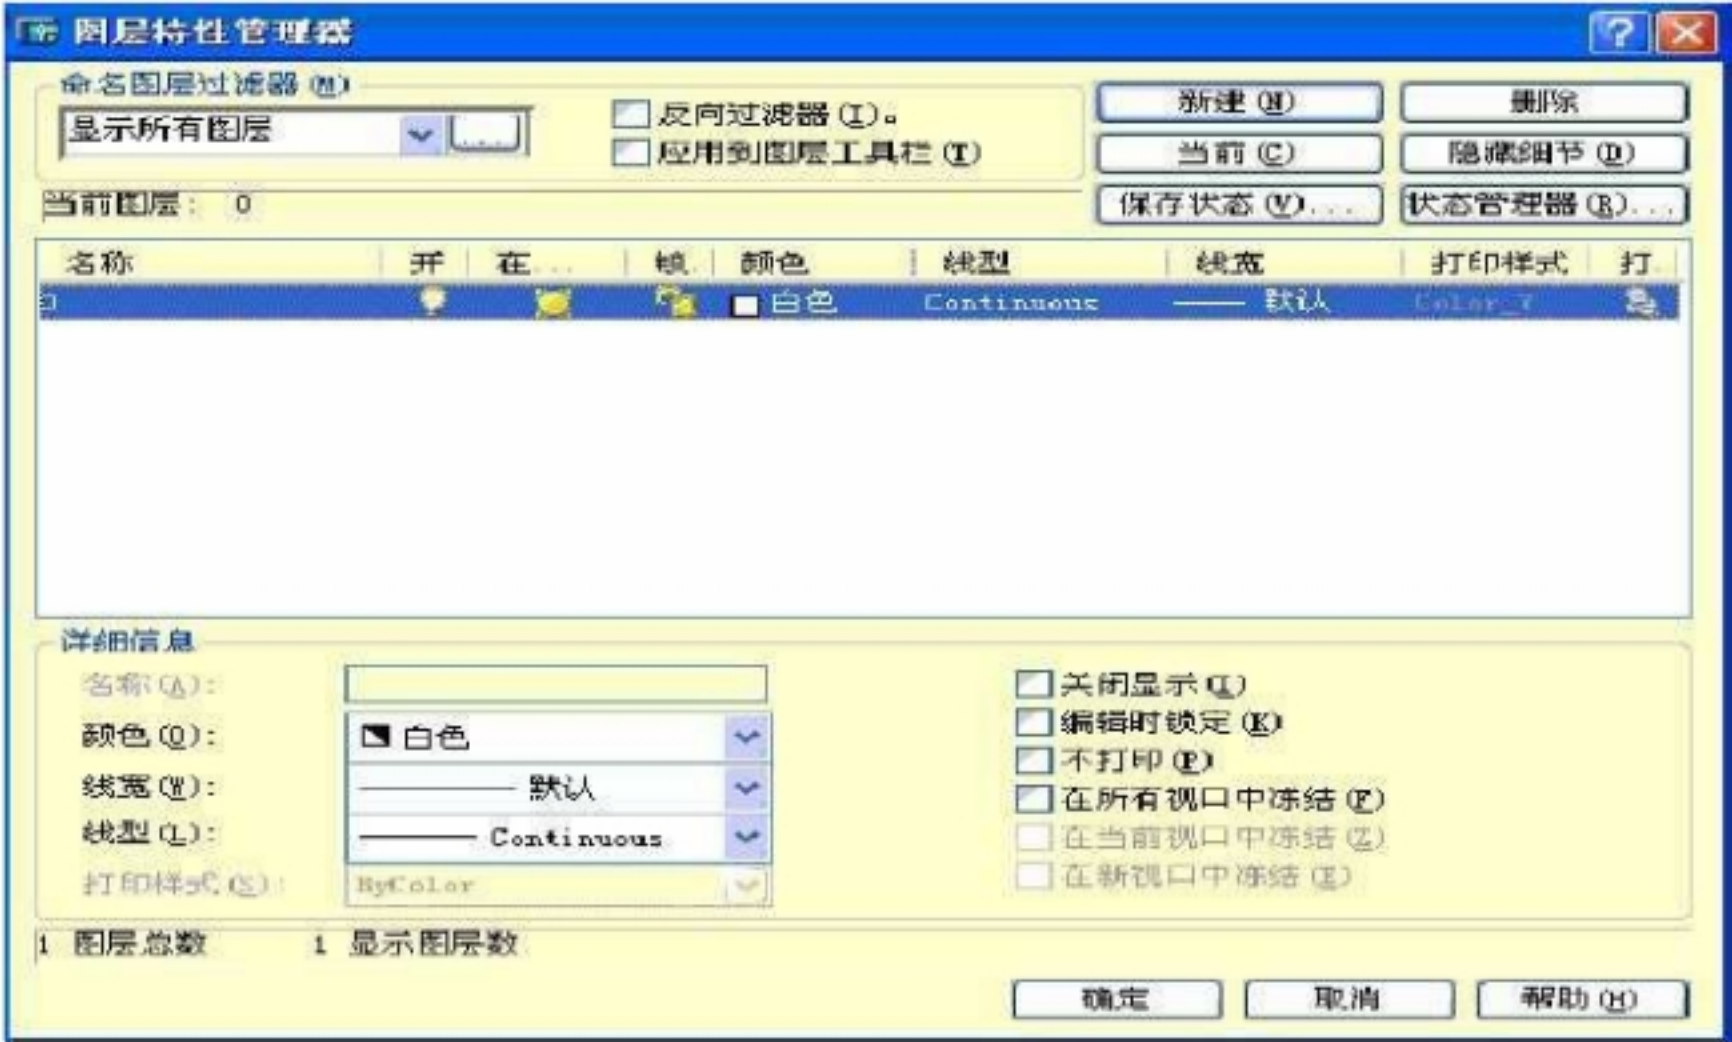 图层特性管理器
命名图层过滤器(M)
显示所有图层
...
反向过滤器(I)。
应用到图层工具栏(T)
新建(N)
删除
当前(C)
隐藏细节(D)
当前图层: 0
保存状态(V)...
状态管理器(R)...
名称 开 在... 锁. 颜色 线型 线宽 打印样式 打.
0 白色 Continuous 默认 Color_7
详细信息
名称(A):
颜色(O): 白色
线宽(W): 默认
线型(L): Continuous
打印样式(S): ByColor
关闭显示(I)
编辑时锁定(K)
不打印(P)
在所有视口中冻结(F)
在当前视口中冻结(Z)
在新视口中冻结(E)
1 图层总数 1 显示图层数
确定 取消 帮助(H)